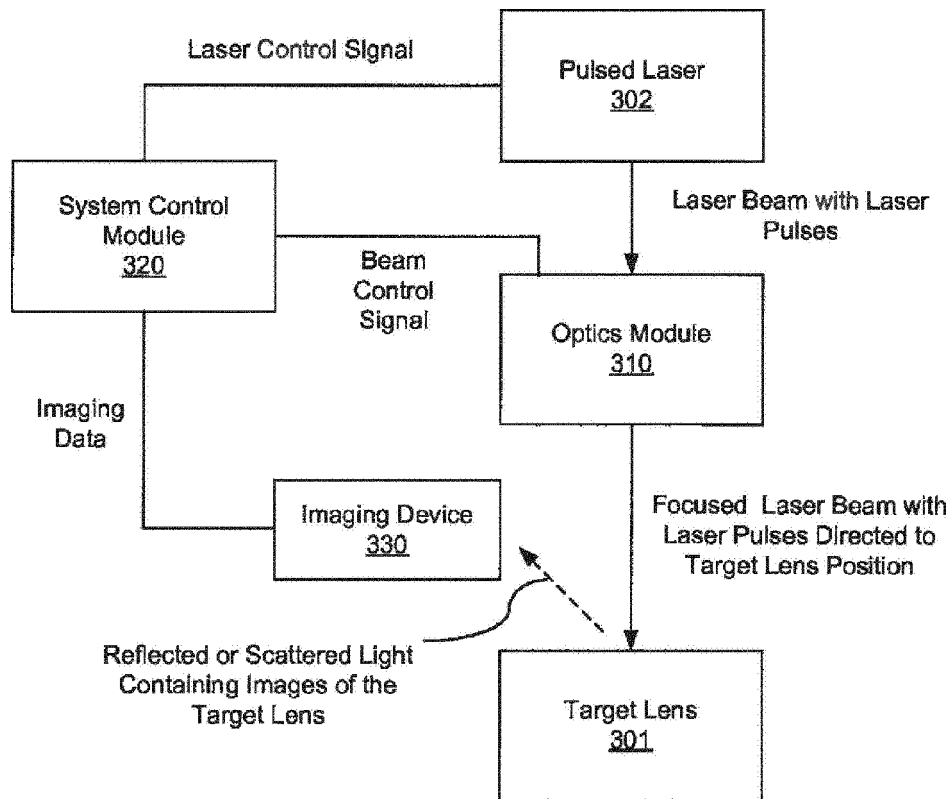 Laser Control Signal
Pulsed Laser
302
System Control
Module
320
Laser Beam with Laser
Pulses
Beam
Control
Signal
Optics Module
310
Imaging
Data
Imaging Device
330
Focused Laser Beam with
Laser Pulses Directed to
Target Lens Position
Reflected or Scattered Light
Containing Images of the
Target Lens
Target Lens
301